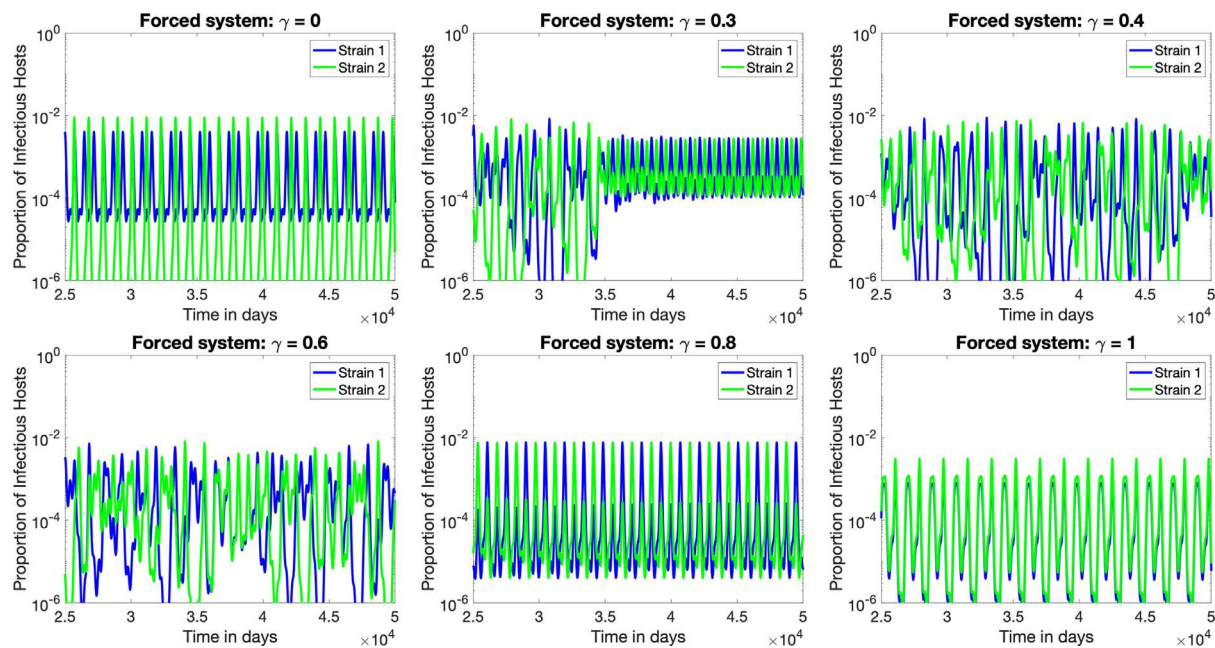 Forced system: γ = 0
Proportion of Infectious Hosts
10^0
10^-2
10^-4
10^-6
Strain 1
Strain 2
2.5 3 3.5 4 4.5 5
Time in days ×10^4
Forced system: γ = 0.3
Proportion of Infectious Hosts
10^0
10^-2
10^-4
10^-6
Strain 1
Strain 2
2.5 3 3.5 4 4.5 5
Time in days ×10^4
Forced system: γ = 0.4
Proportion of Infectious Hosts
10^0
10^-2
10^-4
10^-6
Strain 1
Strain 2
2.5 3 3.5 4 4.5 5
Time in days ×10^4
Forced system: γ = 0.6
Proportion of Infectious Hosts
10^0
10^-2
10^-4
10^-6
Strain 1
Strain 2
2.5 3 3.5 4 4.5 5
Time in days ×10^4
Forced system: γ = 0.8
Proportion of Infectious Hosts
10^0
10^-2
10^-4
10^-6
Strain 1
Strain 2
2.5 3 3.5 4 4.5 5
Time in days ×10^4
Forced system: γ = 1
Proportion of Infectious Hosts
10^0
10^-2
10^-4
10^-6
Strain 1
Strain 2
2.5 3 3.5 4 4.5 5
Time in days ×10^4